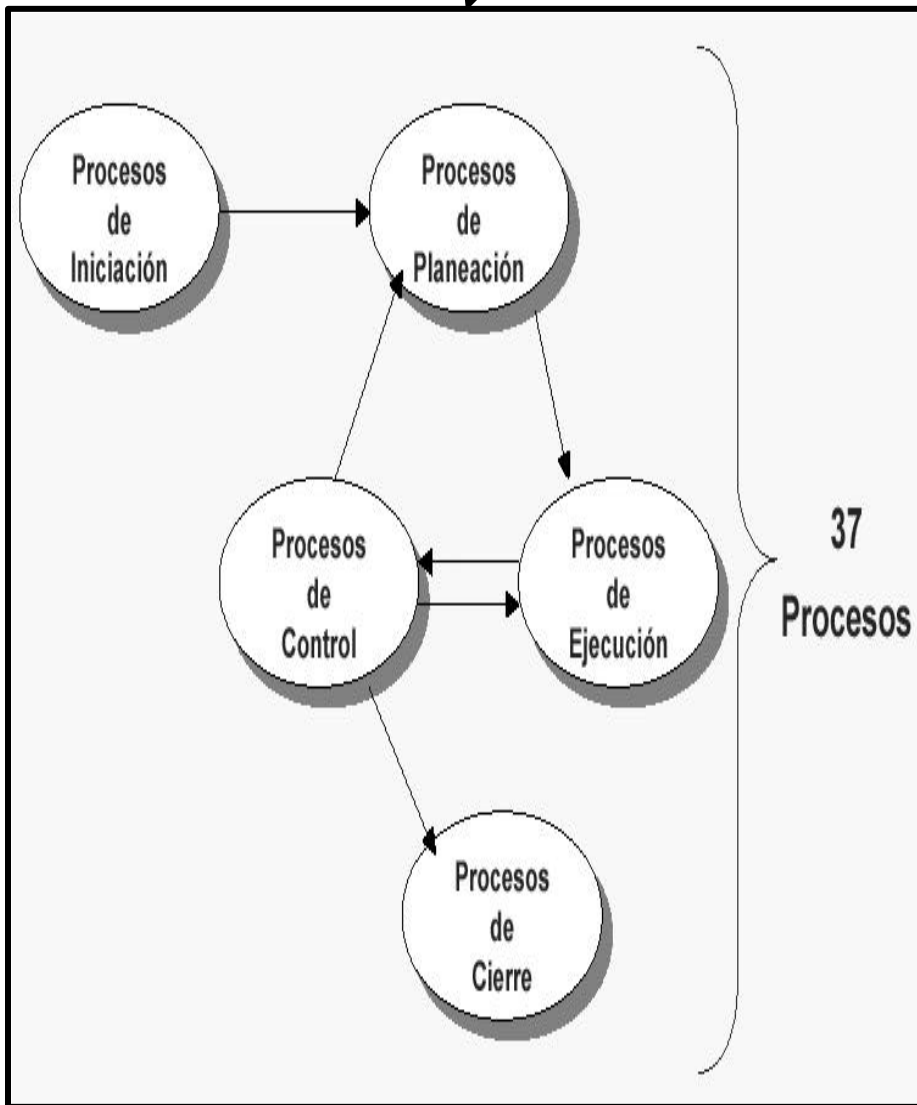 Procesos
de
Iniciación
Procesos
de
Planeación
Procesos
de
Control
Procesos
de
Ejecución
37
Procesos
Procesos
de
Cierre